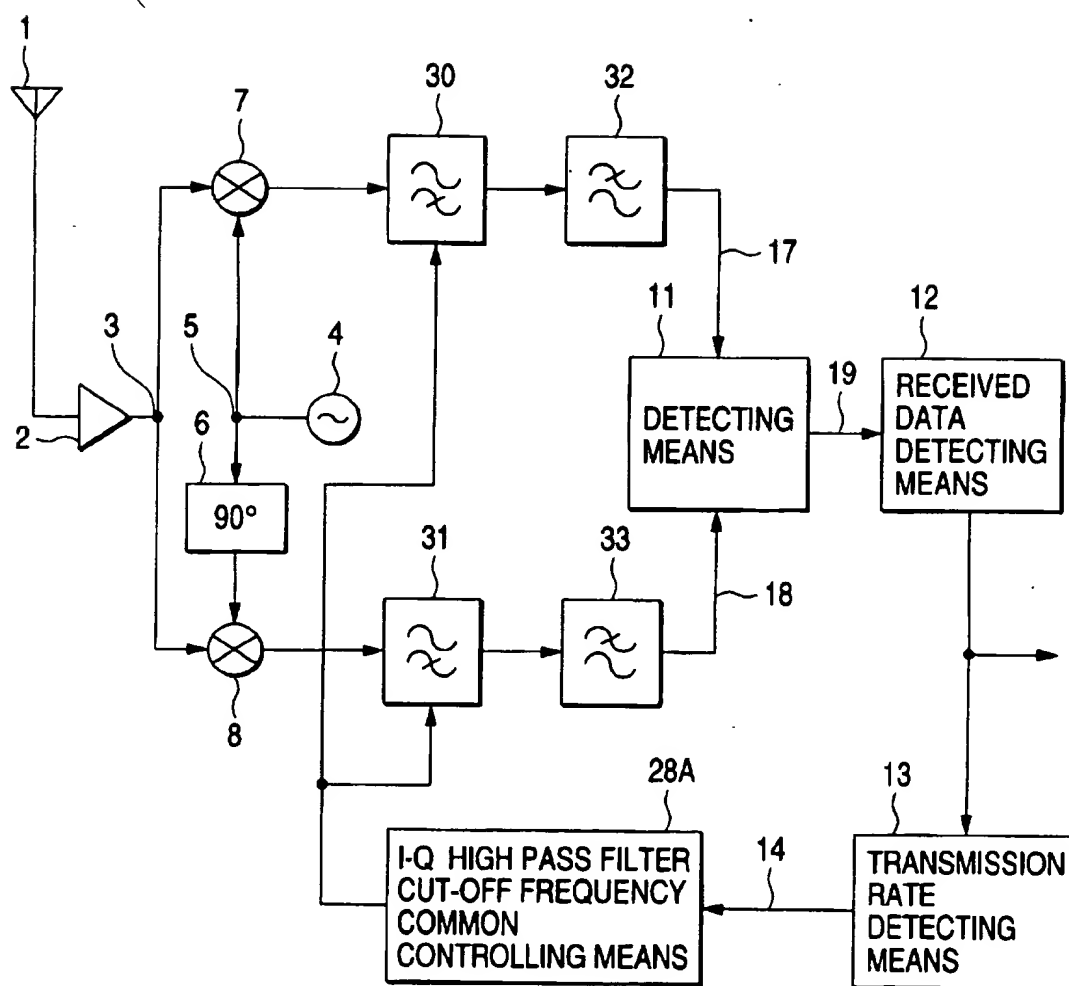 1
7
30
32
17
11
12
3
5
4
19
DETECTING
MEANS
RECEIVED
DATA
DETECTING
MEANS
2
6
90°
31
33
18
8
28A
13
I-Q HIGH PASS FILTER
CUT-OFF FREQUENCY
COMMON
CONTROLLING MEANS
14
TRANSMISSION
RATE
DETECTING
MEANS